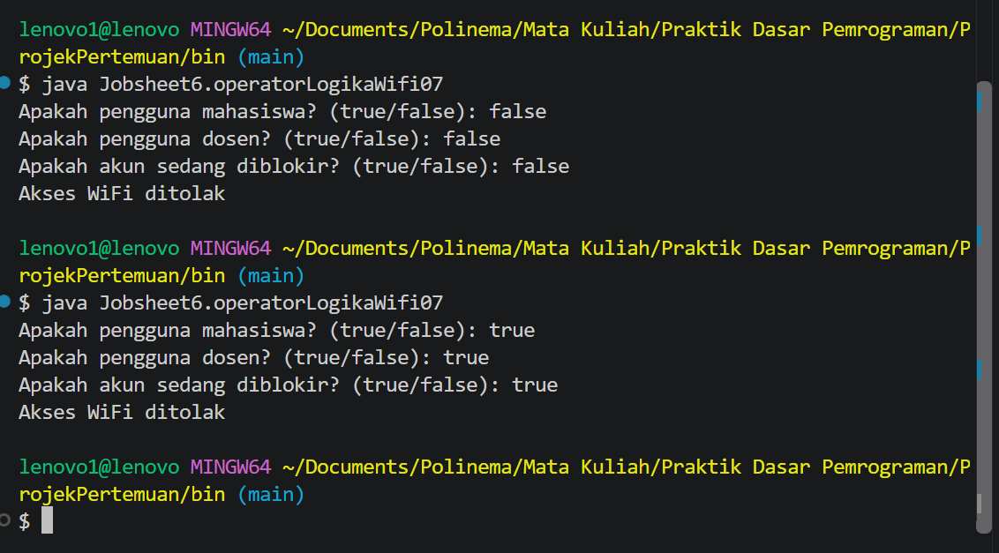 lenovo1@lenovo MINGW64 ~/Documents/Polinema/Mata Kuliah/Praktik Dasar Pemrograman/P
rojekPertemuan/bin (main)
$ java Jobsheet6.operatorLogikaWifi07
Apakah pengguna mahasiswa? (true/false): false
Apakah pengguna dosen? (true/false): false
Apakah akun sedang diblokir? (true/false): false
Akses WiFi ditolak
lenovo1@lenovo MINGW64 ~/Documents/Polinema/Mata Kuliah/Praktik Dasar Pemrograman/P
rojekPertemuan/bin (main)
$ java Jobsheet6.operatorLogikaWifi07
Apakah pengguna mahasiswa? (true/false): true
Apakah pengguna dosen? (true/false): true
Apakah akun sedang diblokir? (true/false): true
Akses WiFi ditolak
lenovo1@lenovo MINGW64 ~/Documents/Polinema/Mata Kuliah/Praktik Dasar Pemrograman/P
rojekPertemuan/bin (main)
$